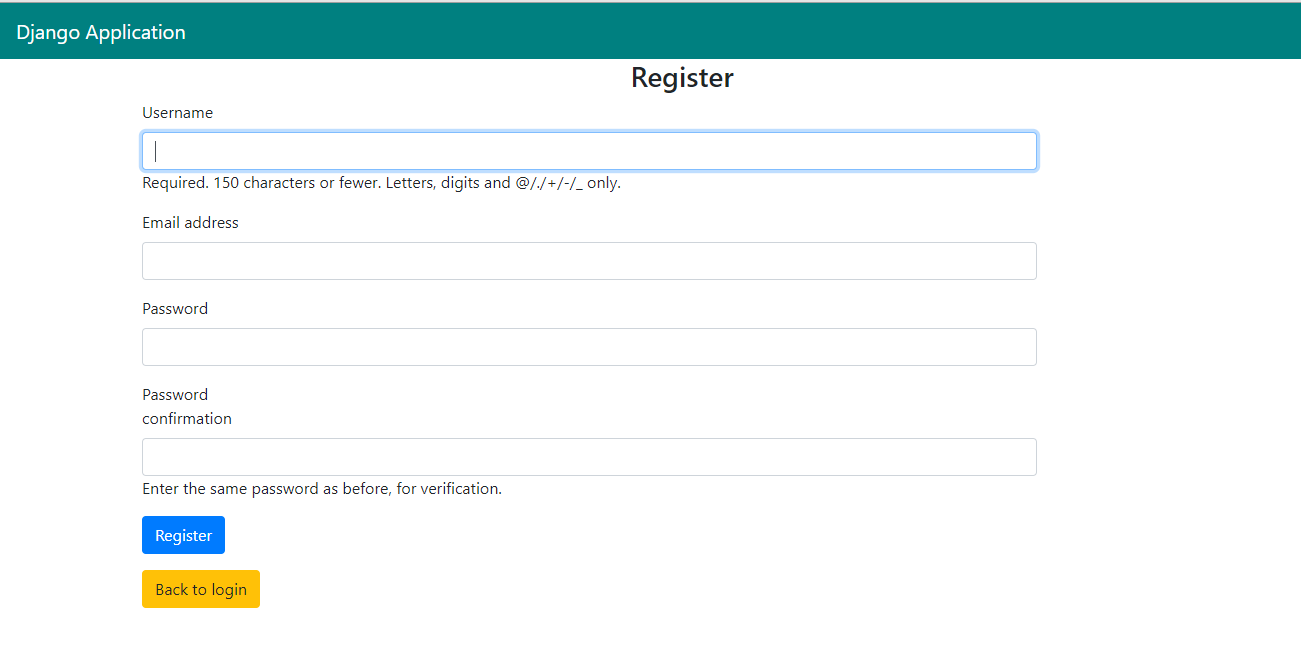 Django Application
Register
Username
Required. 150 characters or fewer. Letters, digits and @/./+/-/_ only.
Email address
Password
Password
confirmation
Enter the same password as before, for verification.
Register
Back to login